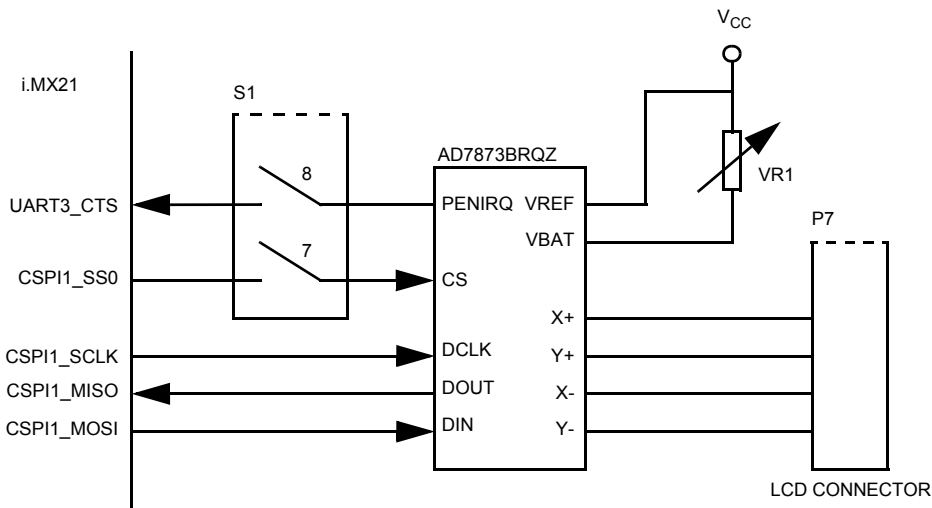 V_CC
i.MX21
S1
AD7873BRQZ
8
VR1
UART3_CTS
PENIRQ VREF
P7
7
VBAT
CSPI1_SS0
CS
X+
CSPI1_SCLK
DCLK
Y+
CSPI1_MISO
DOUT
X-
CSPI1_MOSI
DIN
Y-
LCD CONNECTOR